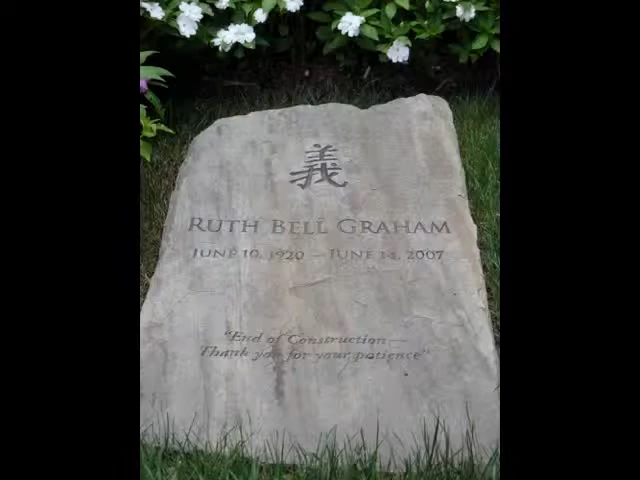 義
RUTH BELL GRAHAM
JUNE 10, 1920 – JUNE 14, 2007
"End of Construction—
Thank you for your patience"